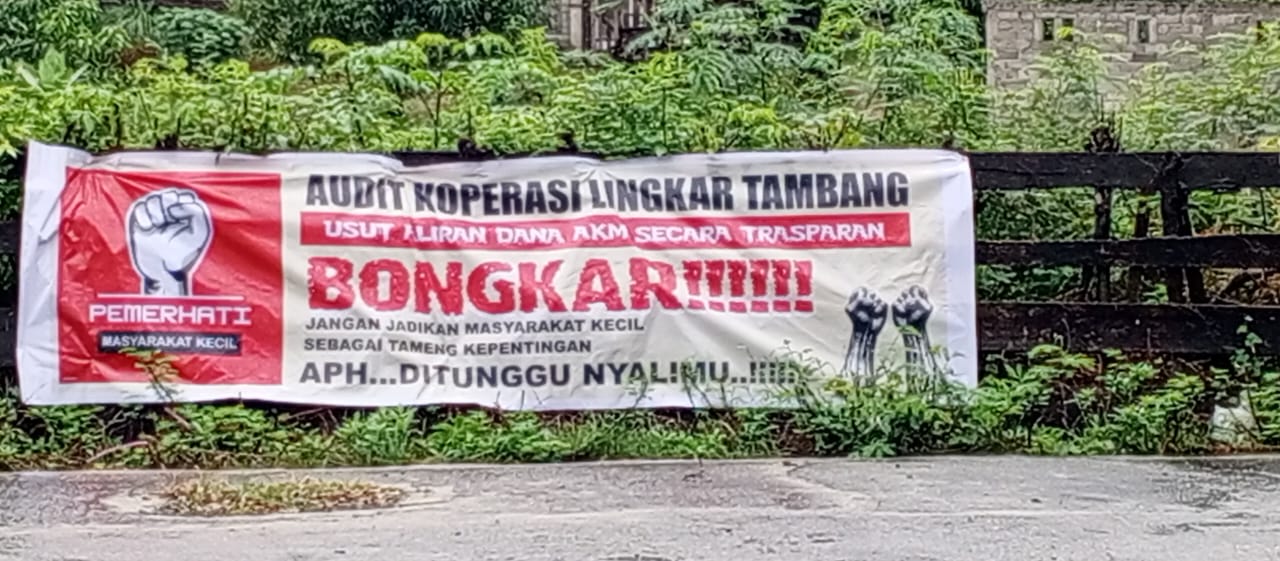 PEMERHATI
MASYARAKAT KECIL
AUDIT KOPERASI LINGKAR TAMBANG
USUT ALIRAN DANA AKM SECARA TRASPARAN
BONGKAR!!!!!!
JANGAN JADIKAN MASYARAKAT KECIL
SEBAGAI TAMENG KEPENTINGAN
APH...DITUNGGU NYALIMU..!!!!!!